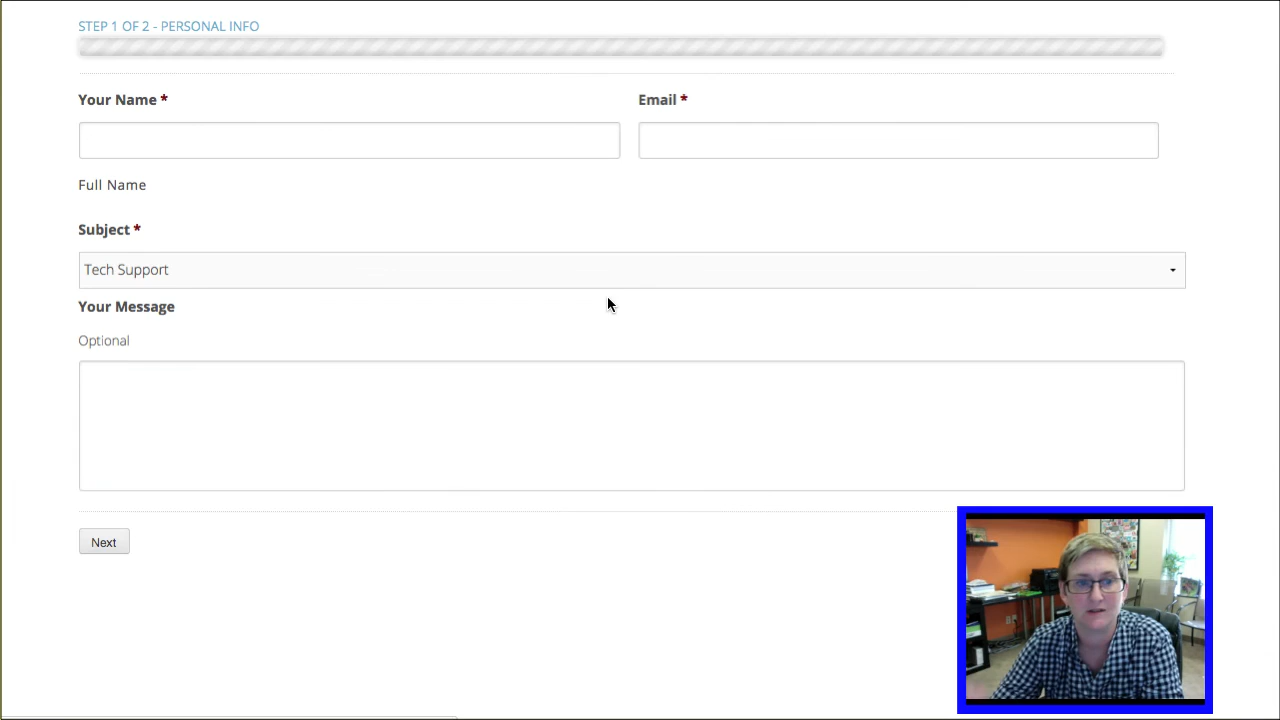 STEP 1 OF 2 - PERSONAL INFO
Your Name * Email *
Full Name
Subject *
Tech Support
Your Message
Optional
Next